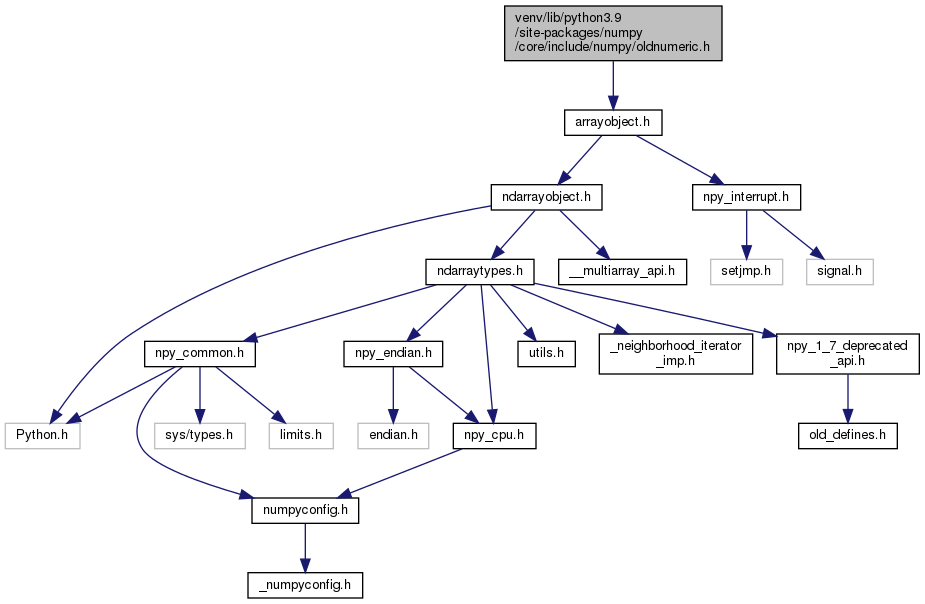 venv/lib/python3.9
/site-packages/numpy
/core/include/numpy/oldnumeric.h
arrayobject.h
ndarrayobject.h
npy_interrupt.h
ndarraytypes.h
__multiarray_api.h
setjmp.h
signal.h
npy_common.h
npy_endian.h
utils.h
_neighborhood_iterator
_imp.h
npy_1_7_deprecated
_api.h
Python.h
sys/types.h
limits.h
endian.h
npy_cpu.h
old_defines.h
numpyconfig.h
_numpyconfig.h